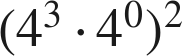 (4³ · 4⁰)²